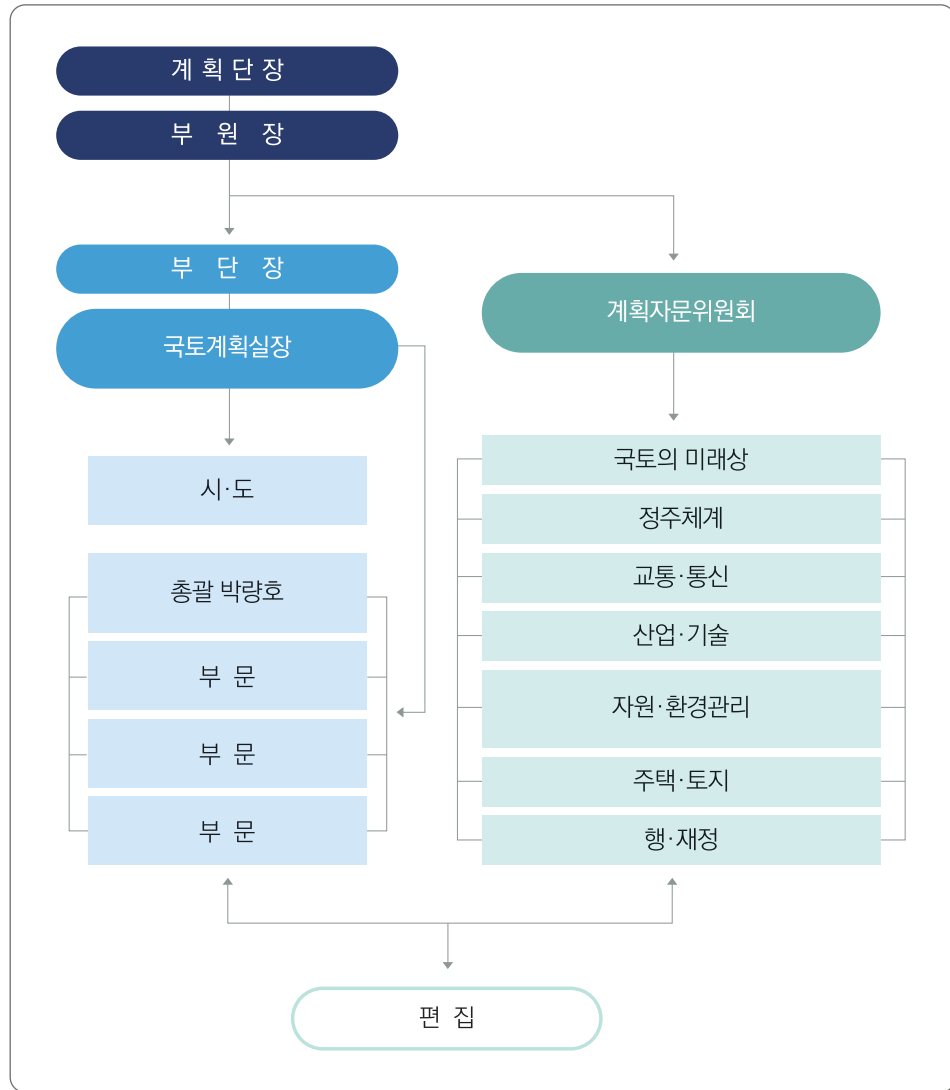 계 획 단 장
부 원 장
부 단 장
국토계획실장
시·도
총괄 박량호
부 문
부 문
부 문
계획자문위원회
국토의 미래상
정주체계
교통·통신
산업·기술
자원·환경관리
주택·토지
행·재정
편 집